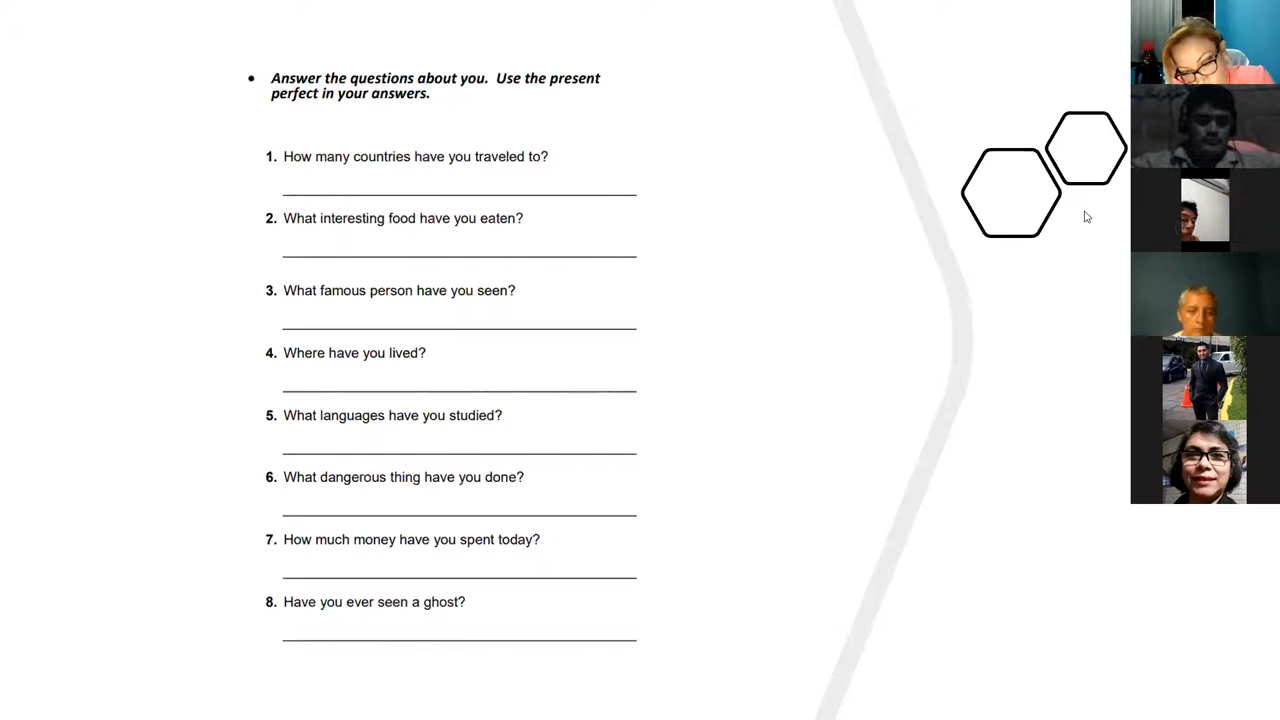 • Answer the questions about you. Use the present
perfect in your answers.
1. How many countries have you traveled to?
2. What interesting food have you eaten?
3. What famous person have you seen?
4. Where have you lived?
5. What languages have you studied?
6. What dangerous thing have you done?
7. How much money have you spent today?
8. Have you ever seen a ghost?